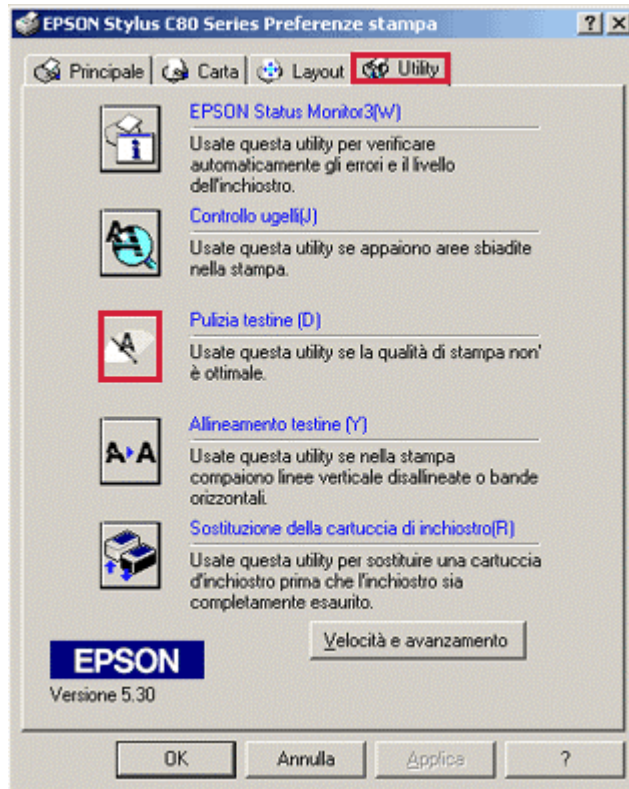 EPSON Stylus C80 Series Preferenze stampa
Principale Carta Layout Utility
EPSON Status Monitor3(W)
Usate questa utility per verificare
automaticamente gli errori e il livello
dell'inchiostro.
Controllo ugelli(J)
Usate questa utility se appaiono aree sbiadite
nella stampa.
Pulizia testine (D)
Usate questa utility se la qualità di stampa non'
è ottimale.
Allineamento testine (Y)
Usate questa utility se nella stampa
compaiono linee verticale disallineate o bande
orizzontali.
Sostituzione della cartuccia di inchiostro(R)
Usate questa utility per sostituire una cartuccia
d'inchiostro prima che l'inchiostro sia
completamente esaurito.
Velocità e avanzamento
EPSON
Versione 5.30
OK Annulla Applica ?